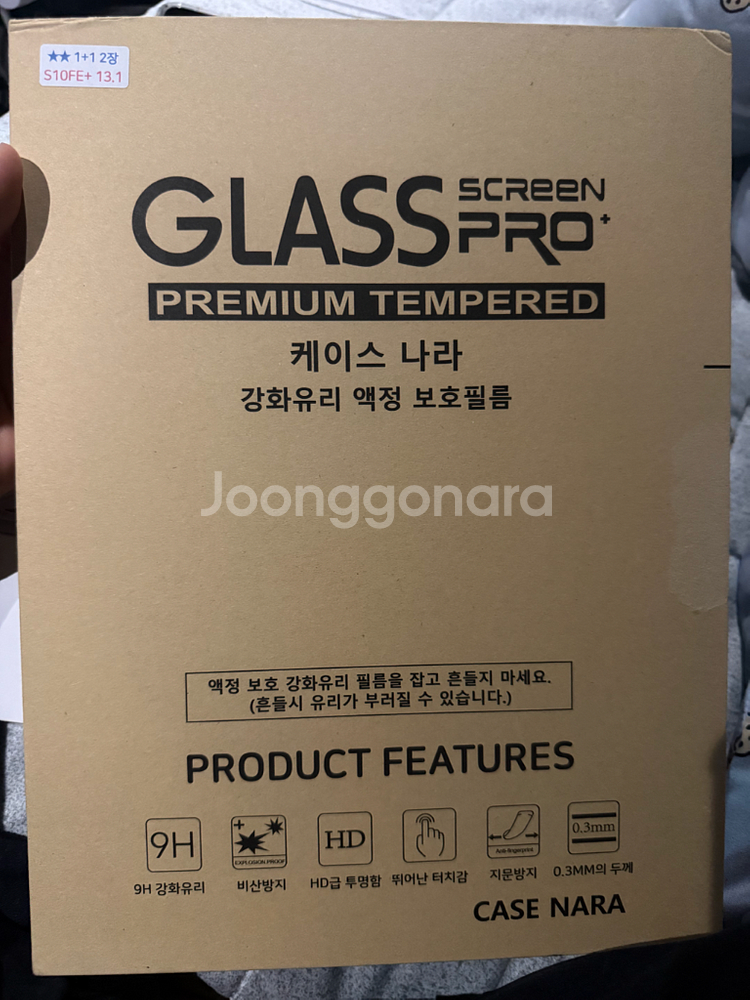 ★★ 1+1 2장
S10FE+ 13.1
GLASS SCREEN PRO+
PREMIUM TEMPERED
케이스 나라
강화유리 액정 보호필름
Joonggonara
액정 보호 강화유리 필름을 잡고 흔들지 마세요.
(흔들시 유리가 부러질 수 있습니다.)
PRODUCT FEATURES
9H
EXPLOSION PROOF
HD
Anti-fingerprint
0.3mm
9H 강화유리
비산방지
HD급 투명함
뛰어난 터치감
지문방지
0.3MM의 두께
CASE NARA